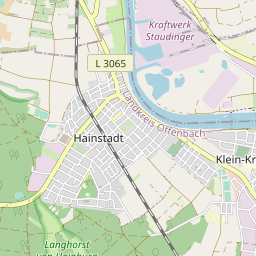 Kraftwerk
Staudinger
L 3065
Landkreis Offenbach
Hainstadt
Klein-Kr
Langhorst
von Hainburg